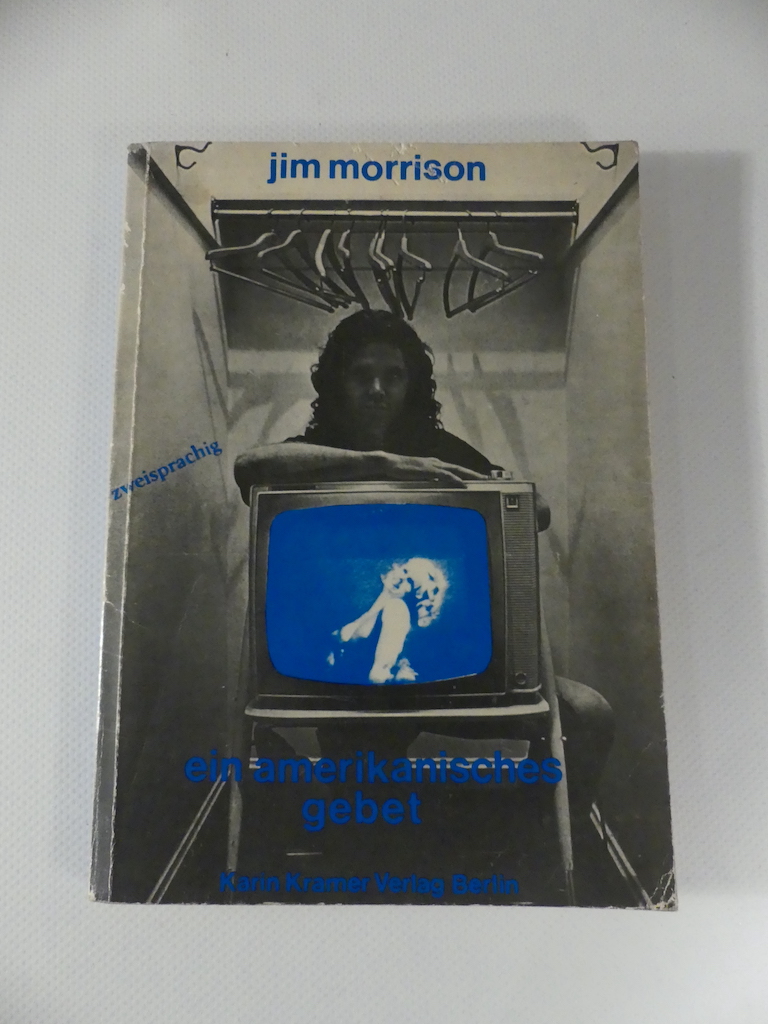 jim morrison
zweisprachig
ein amerikanisches
gebet
Karin Kramer Verlag Berlin